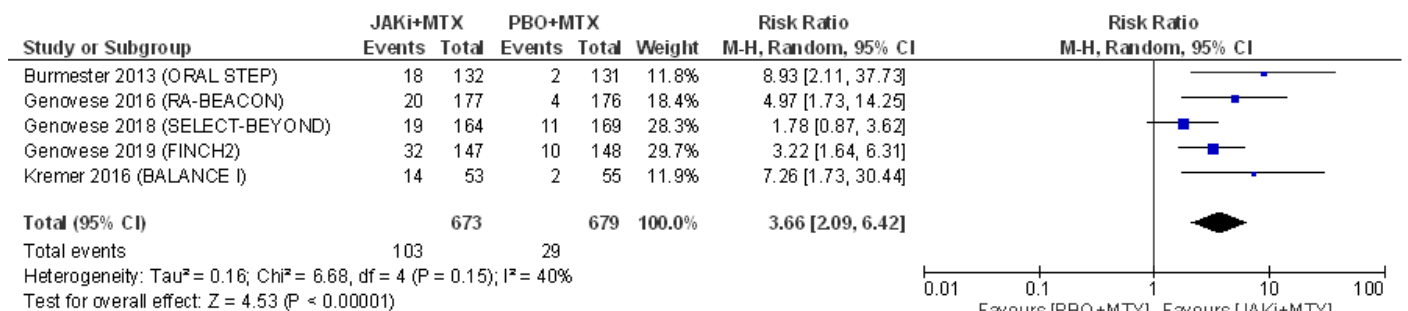 JAKi+MTX PBO+MTX Risk Ratio Risk Ratio
Study or Subgroup Events Total Events Total Weight M-H, Random, 95% CI M-H, Random, 95% CI
Burmester 2013 (ORAL STEP) 18 132 2 131 11.8% 8.93 [2.11, 37.73]
Genovese 2016 (RA-BEACON) 20 177 4 176 18.4% 4.97 [1.73, 14.25]
Genovese 2018 (SELECT-BEYOND) 19 164 11 169 28.3% 1.78 [0.87, 3.62]
Genovese 2019 (FINCH2) 32 147 10 148 29.7% 3.22 [1.64, 6.31]
Kremer 2016 (BALANCE I) 14 53 2 55 11.9% 7.26 [1.73, 30.44]
Total (95% CI) 673 679 100.0% 3.66 [2.09, 6.42]
Total events 103 29
Heterogeneity: Tau² = 0.16; Chi² = 6.68, df = 4 (P = 0.15); I² = 40%
Test for overall effect: Z = 4.53 (P < 0.00001)
0.01 0.1 1 10 100
Favours [PBO+MTX] Favours [JAKi+MTX]